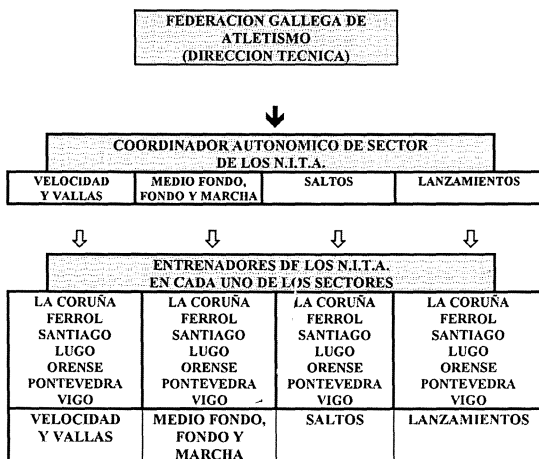 FEDERACION GALLEGA DE
ATLETISMO
(DIRECCION TECNICA)
COORDINADOR AUTONOMICO DE SECTOR
DE LOS N.I.T.A.
VELOCIDAD
Y VALLAS
MEDIO FONDO,
FONDO Y MARCHA
SALTOS
LANZAMIENTOS
ENTRENADORES DE LOS N.I.T.A.
EN CADA UNO DE LOS SECTORES
LA CORUÑA
FERROL
SANTIAGO
LUGO
ORENSE
PONTEVEDRA
VIGO
LA CORUÑA
FERROL
SANTIAGO
LUGO
ORENSE
PONTEVEDRA
VIGO
LA CORUÑA
FERROL
SANTIAGO
LUGO
ORENSE
PONTEVEDRA
VIGO
LA CORUÑA
FERROL
SANTIAGO
LUGO
ORENSE
PONTEVEDRA
VIGO
VELOCIDAD
Y VALLAS
MEDIO FONDO,
FONDO Y
MARCHA
SALTOS
LANZAMIENTOS